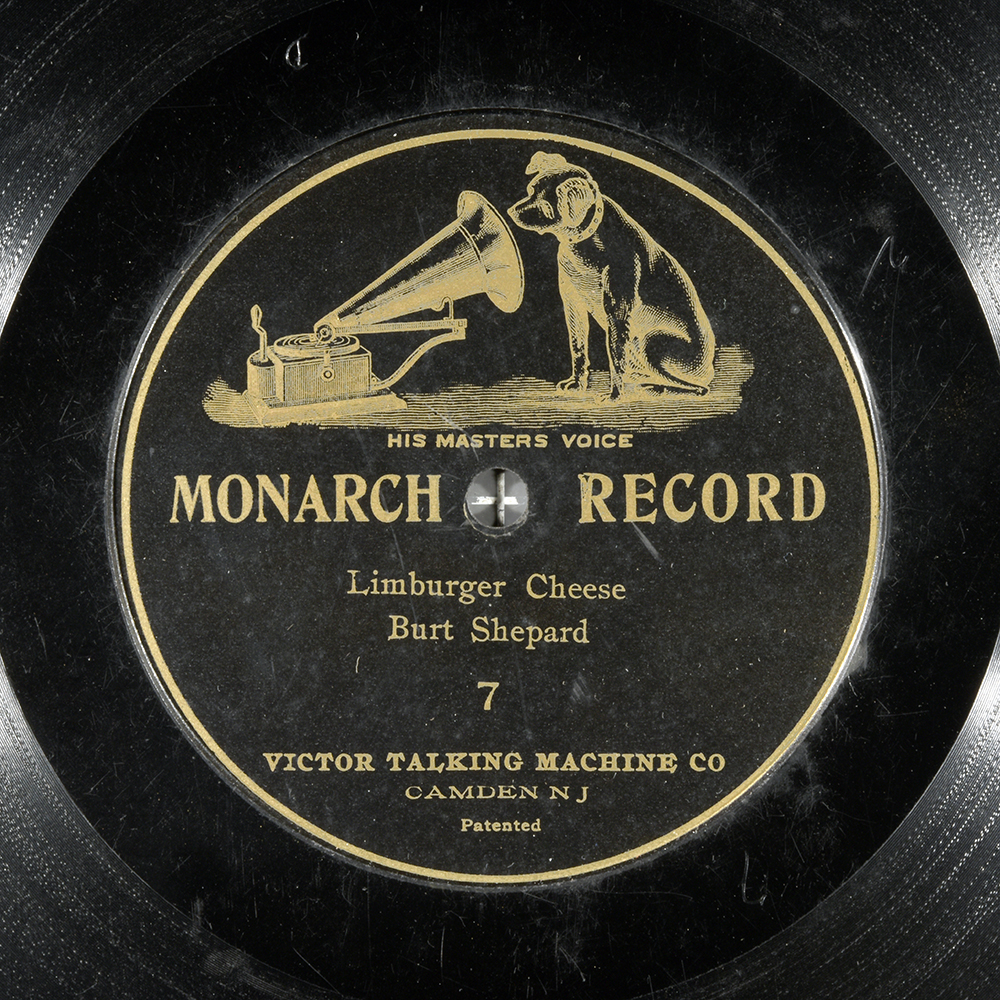 HIS MASTERS VOICE
MONARCH RECORD
Limburger Cheese
Burt Shepard
7
VICTOR TALKING MACHINE CO
CAMDEN N J
Patented